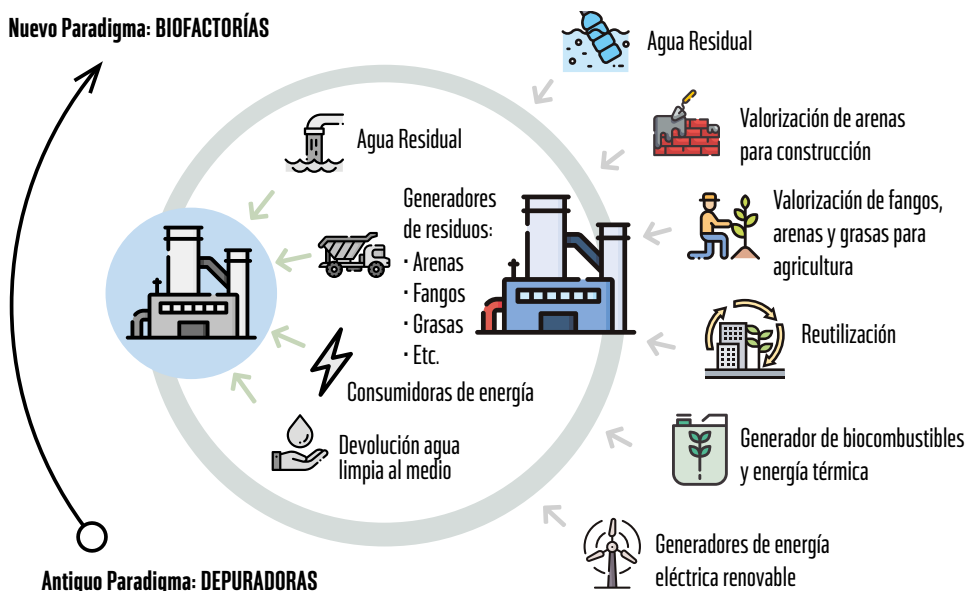 Nuevo Paradigma: BIOFACTORÍAS
Agua Residual
Agua Residual
Valorización de arenas
para construcción
Generadores
de residuos:
· Arenas
· Fangos
· Grasas
· Etc.
Valorización de fangos,
arenas y grasas para
agricultura
Reutilización
Consumidoras de energía
Devolución agua
limpia al medio
Generador de biocombustibles
y energía térmica
Generadores de energía
eléctrica renovable
Antiguo Paradigma: DEPURADORAS